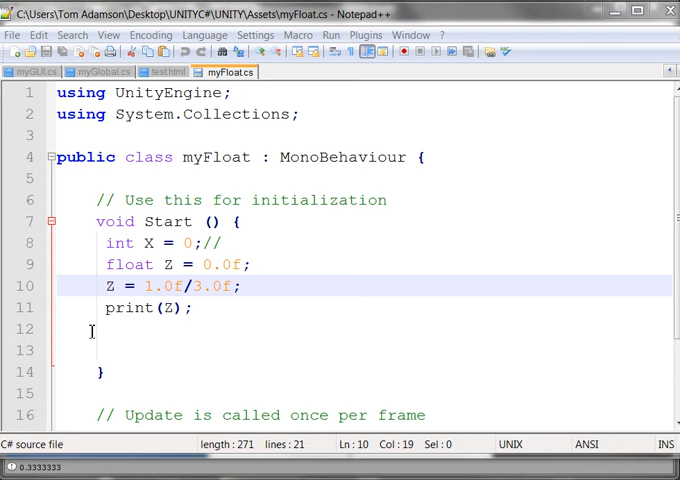 C:\Users\Tom Adamson\Desktop\UNITYC#\UNITY\Assets\myFloat.cs - Notepad++
File Edit Search View Encoding Language Settings Macro Run Plugins Window ?
myGUI.cs myGlobal.cs test.html myFloat.cs
1 using UnityEngine;
2 using System.Collections;
3
4 public class myFloat : MonoBehaviour {
5
6 // Use this for initialization
7 void Start () {
8 int X = 0;//
9 float Z = 0.0f;
10 Z = 1.0f/3.0f;
11 print(Z);
12
13
14 }
15
16 // Update is called once per frame
C# source file length : 271 lines : 21 Ln : 10 Col : 19 Sel : 0 UNIX ANSI INS
0.3333333